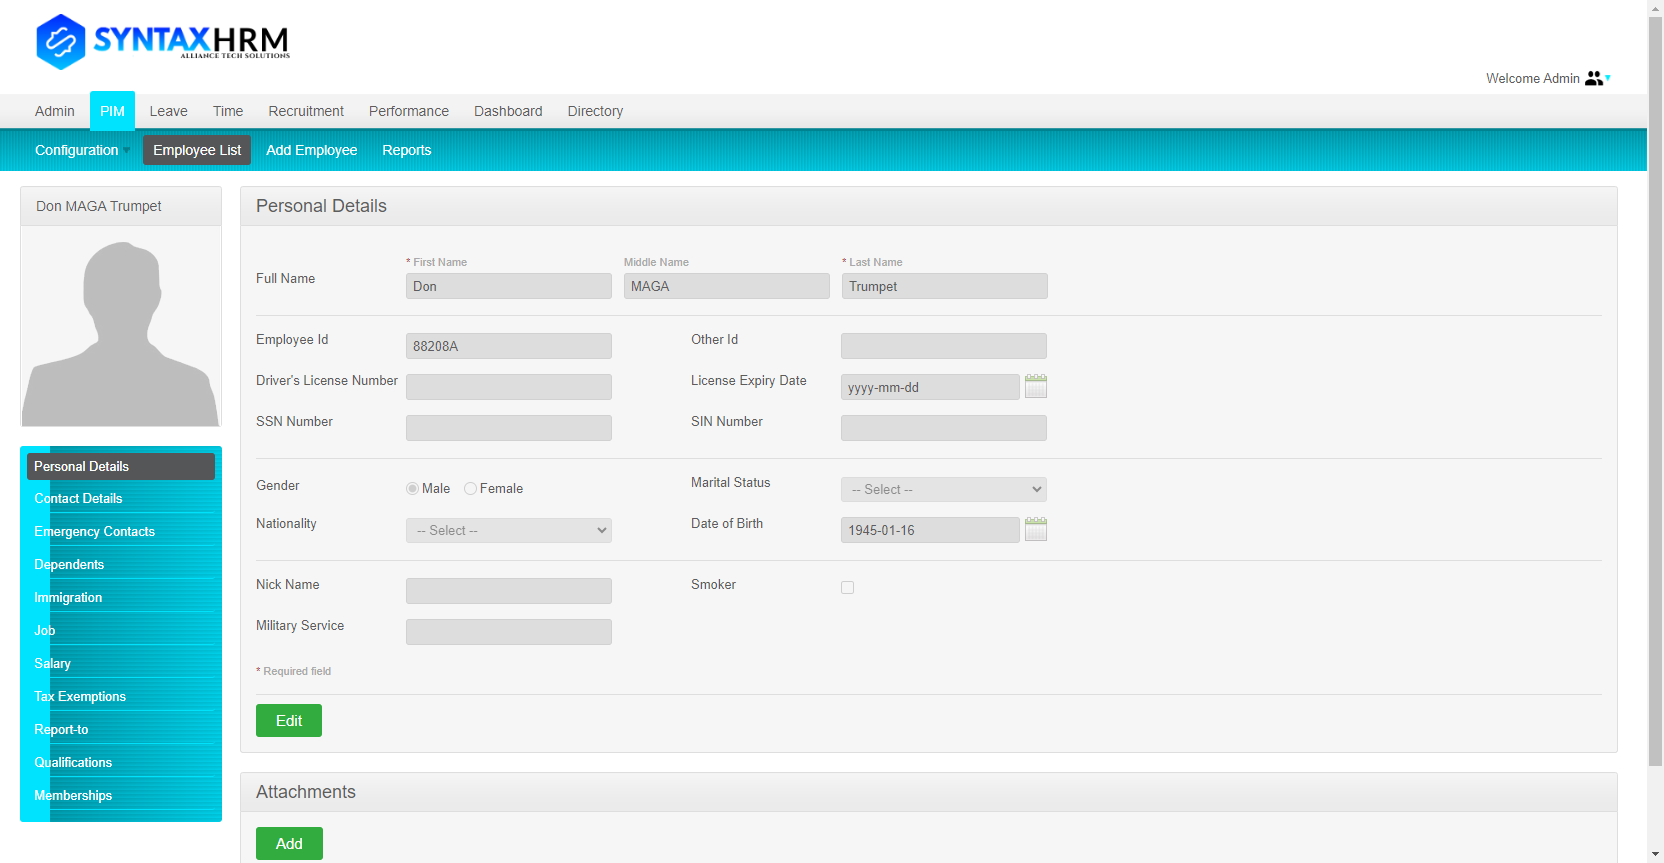 SYNTAXHRM
ALLIANCE TECH SOLUTIONS
Welcome Admin
Admin PIM Leave Time Recruitment Performance Dashboard Directory
Configuration Employee List Add Employee Reports
Don MAGA Trumpet
Personal Details
Contact Details
Emergency Contacts
Dependents
Immigration
Job
Salary
Tax Exemptions
Report-to
Qualifications
Memberships
Personal Details
* First Name Middle Name * Last Name
Full Name Don MAGA Trumpet
Employee Id 88208A Other Id
Driver's License Number License Expiry Date yyyy-mm-dd
SSN Number SIN Number
Gender Male Female Marital Status -- Select --
Nationality -- Select -- Date of Birth 1945-01-16
Nick Name Smoker
Military Service
* Required field
Edit
Attachments
Add